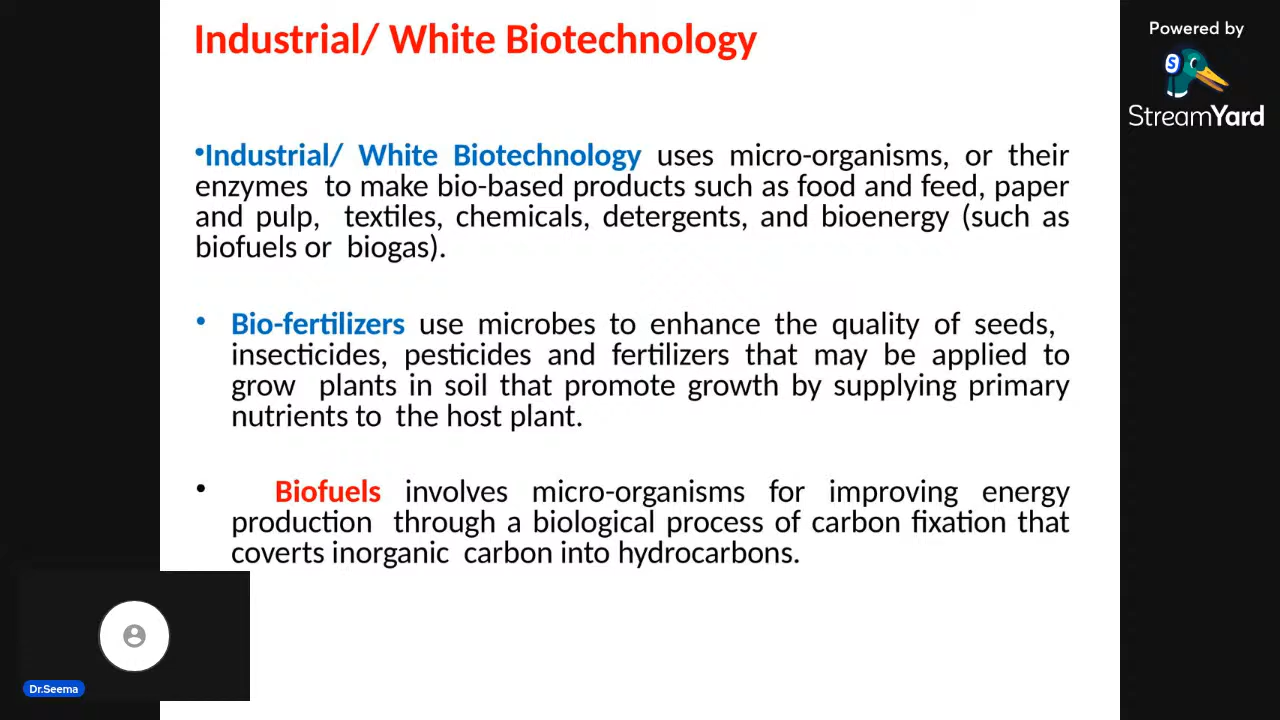 Industrial/ White Biotechnology
Powered by
StreamYard
•Industrial/ White Biotechnology uses micro-organisms, or their
enzymes to make bio-based products such as food and feed, paper
and pulp, textiles, chemicals, detergents, and bioenergy (such as
biofuels or biogas).
• Bio-fertilizers use microbes to enhance the quality of seeds,
insecticides, pesticides and fertilizers that may be applied to
grow plants in soil that promote growth by supplying primary
nutrients to the host plant.
• Biofuels involves micro-organisms for improving energy
production through a biological process of carbon fixation that
coverts inorganic carbon into hydrocarbons.
Dr.Seema